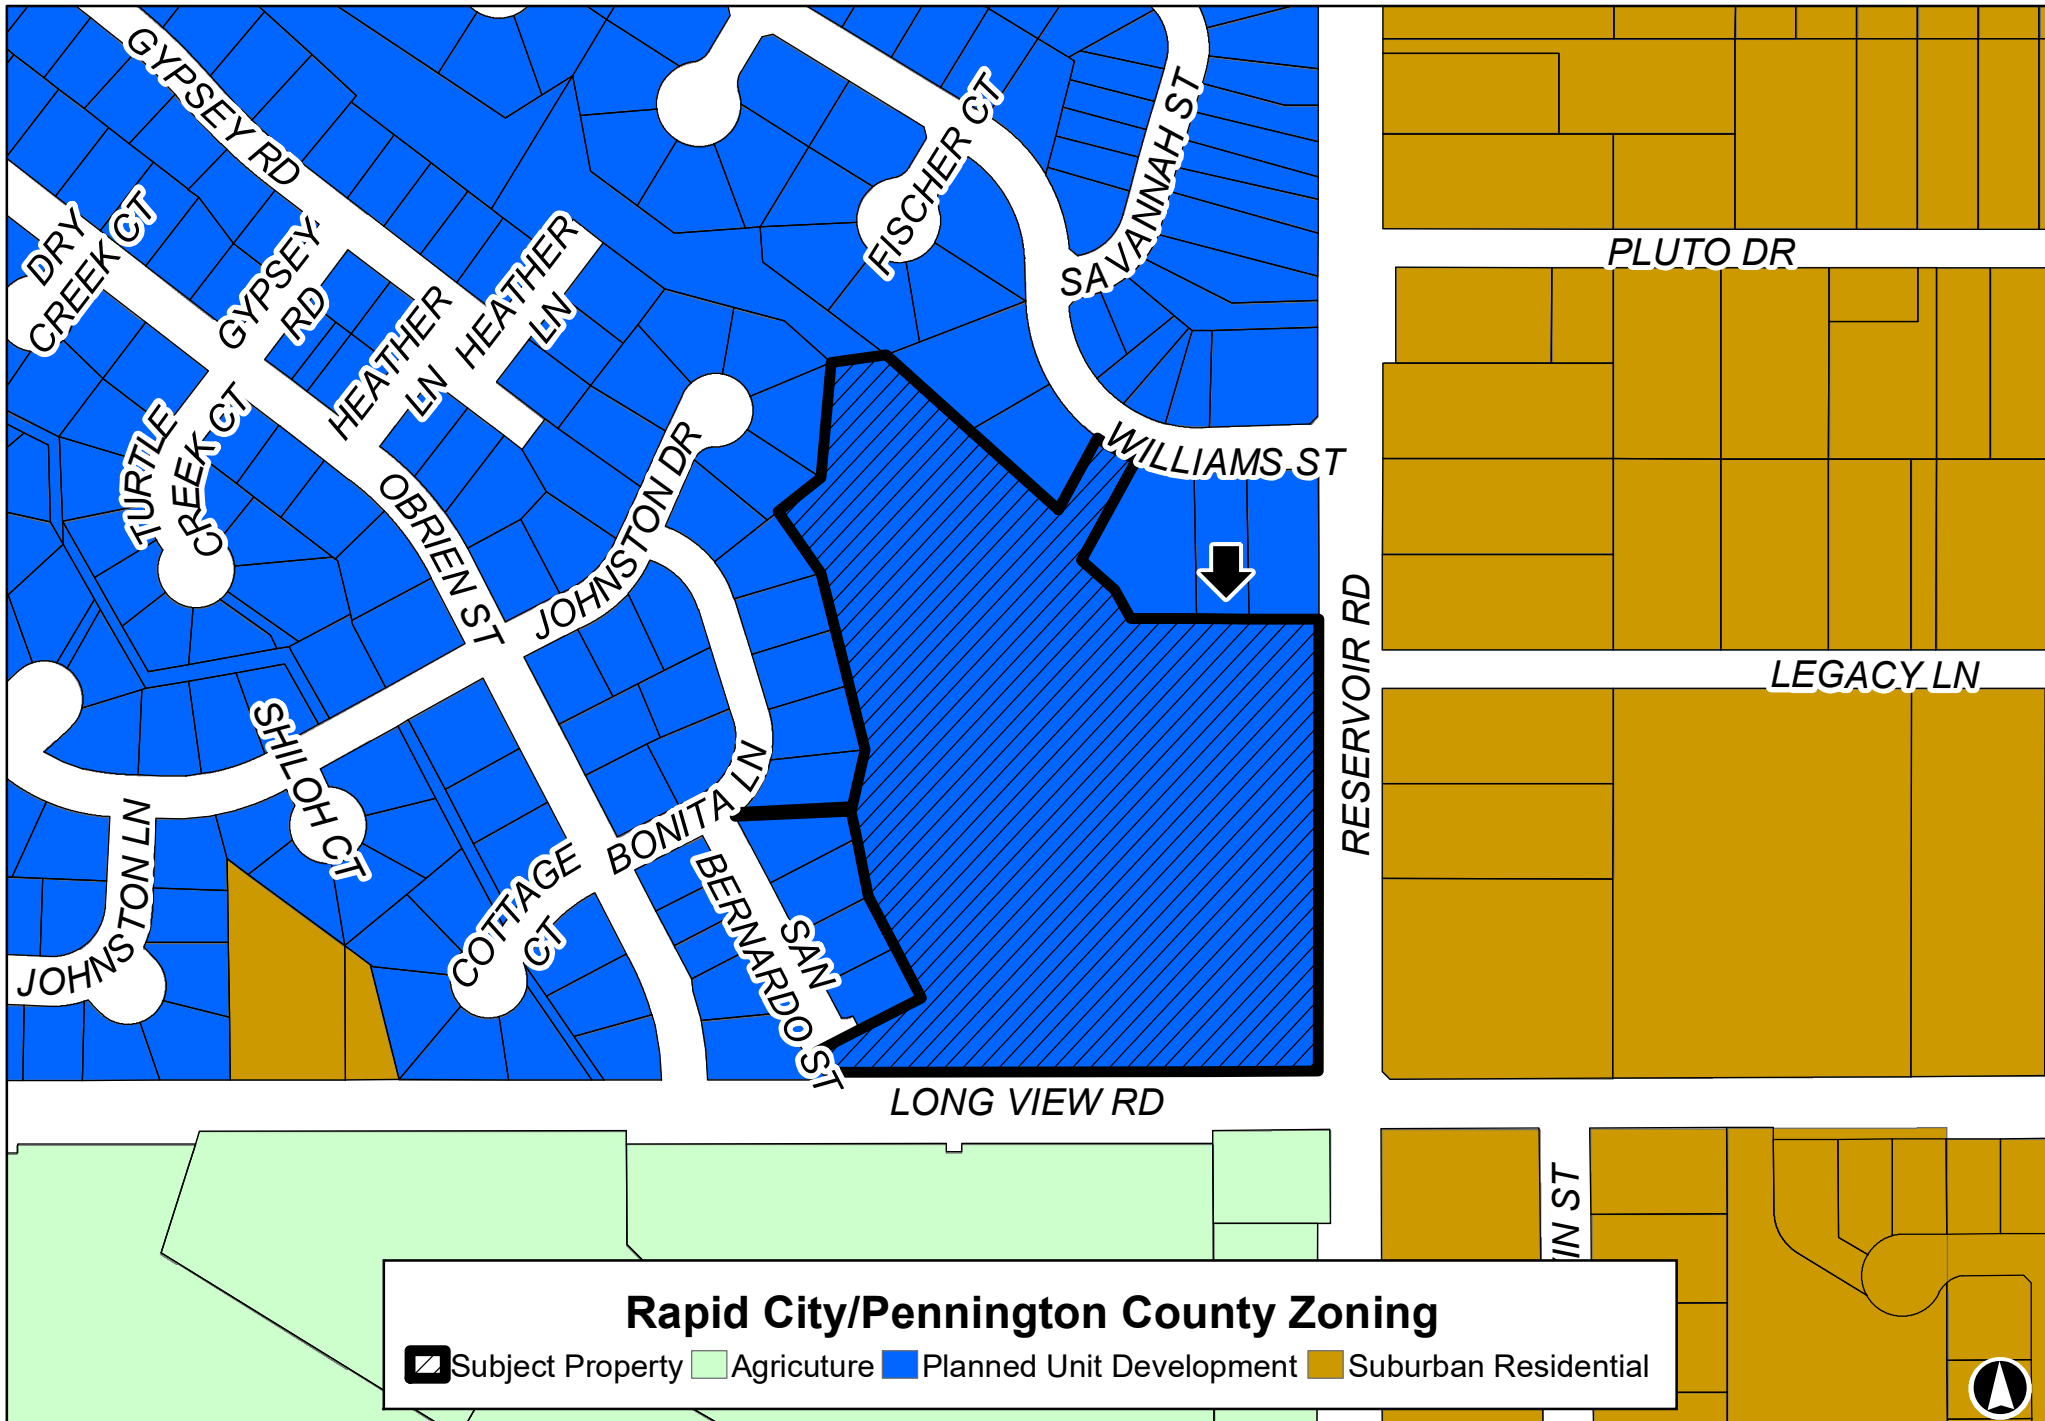 GYPSEY RD
FISCHER CT
SAVANNAH ST
DRY
CREEK CT
GYPSEY
RD
HEATHER
LN
HEATHER
LN
PLUTO DR
TURTLE
CREEK CT
OBRIEN ST
JOHNSTON DR
WILLIAMS ST
RESERVOIR RD
LEGACY LN
SHILOH CT
JOHNSTON LN
COTTAGE
CT
BONITA LN
SAN
BERNARDO ST
LONG VIEW RD
Rapid City/Pennington County Zoning
Subject Property
Agricuture
Planned Unit Development
Suburban Residential